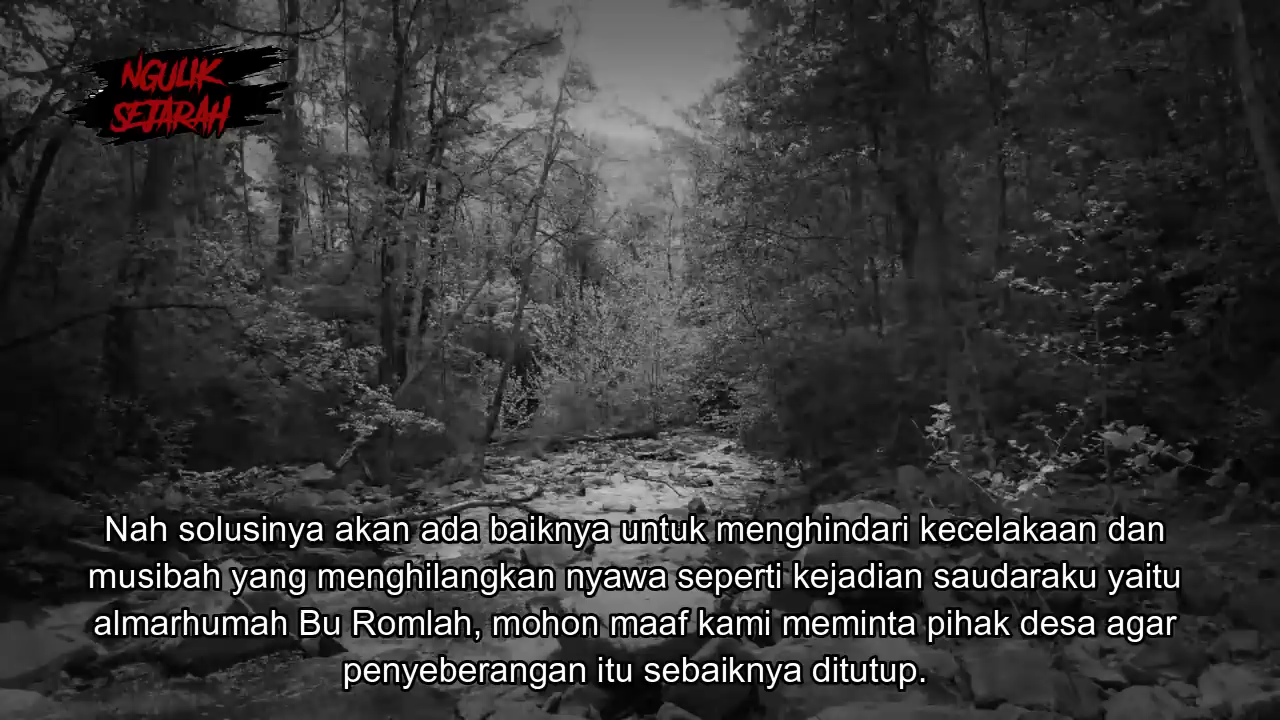 NGULIK
SEJARAH
Nah solusinya akan ada baiknya untuk menghindari kecelakaan dan
musibah yang menghilangkan nyawa seperti kejadian saudaraku yaitu
almarhumah Bu Romlah, mohon maaf kami meminta pihak desa agar
penyeberangan itu sebaiknya ditutup.